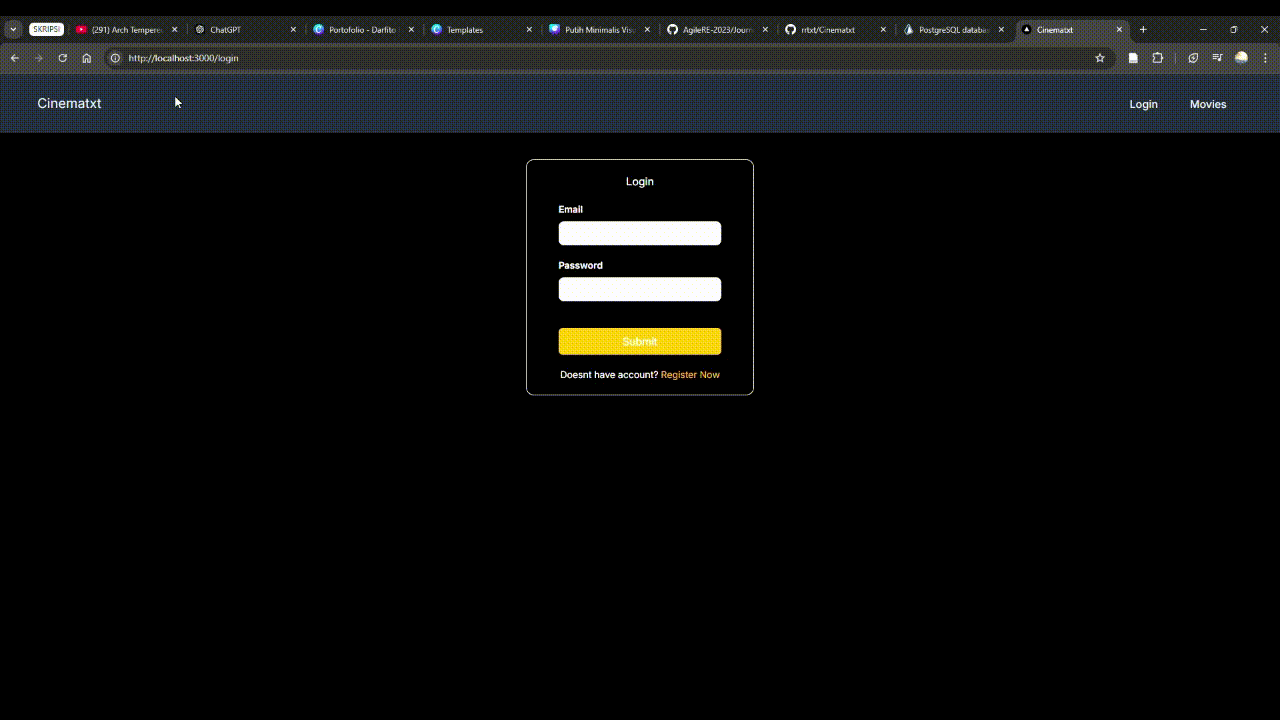 SKRIPSI (291) Arch Tempere ChatGPT Portofolio - Darfito Templates Putih Minimalis Vis AgileRE-2023/Journ rrtxt/Cinematxt PostgreSQL databas Cinematxt
http://localhost:3000/login
Cinematxt Login Movies
Login
Email
Password
Submit
Doesnt have account? Register Now